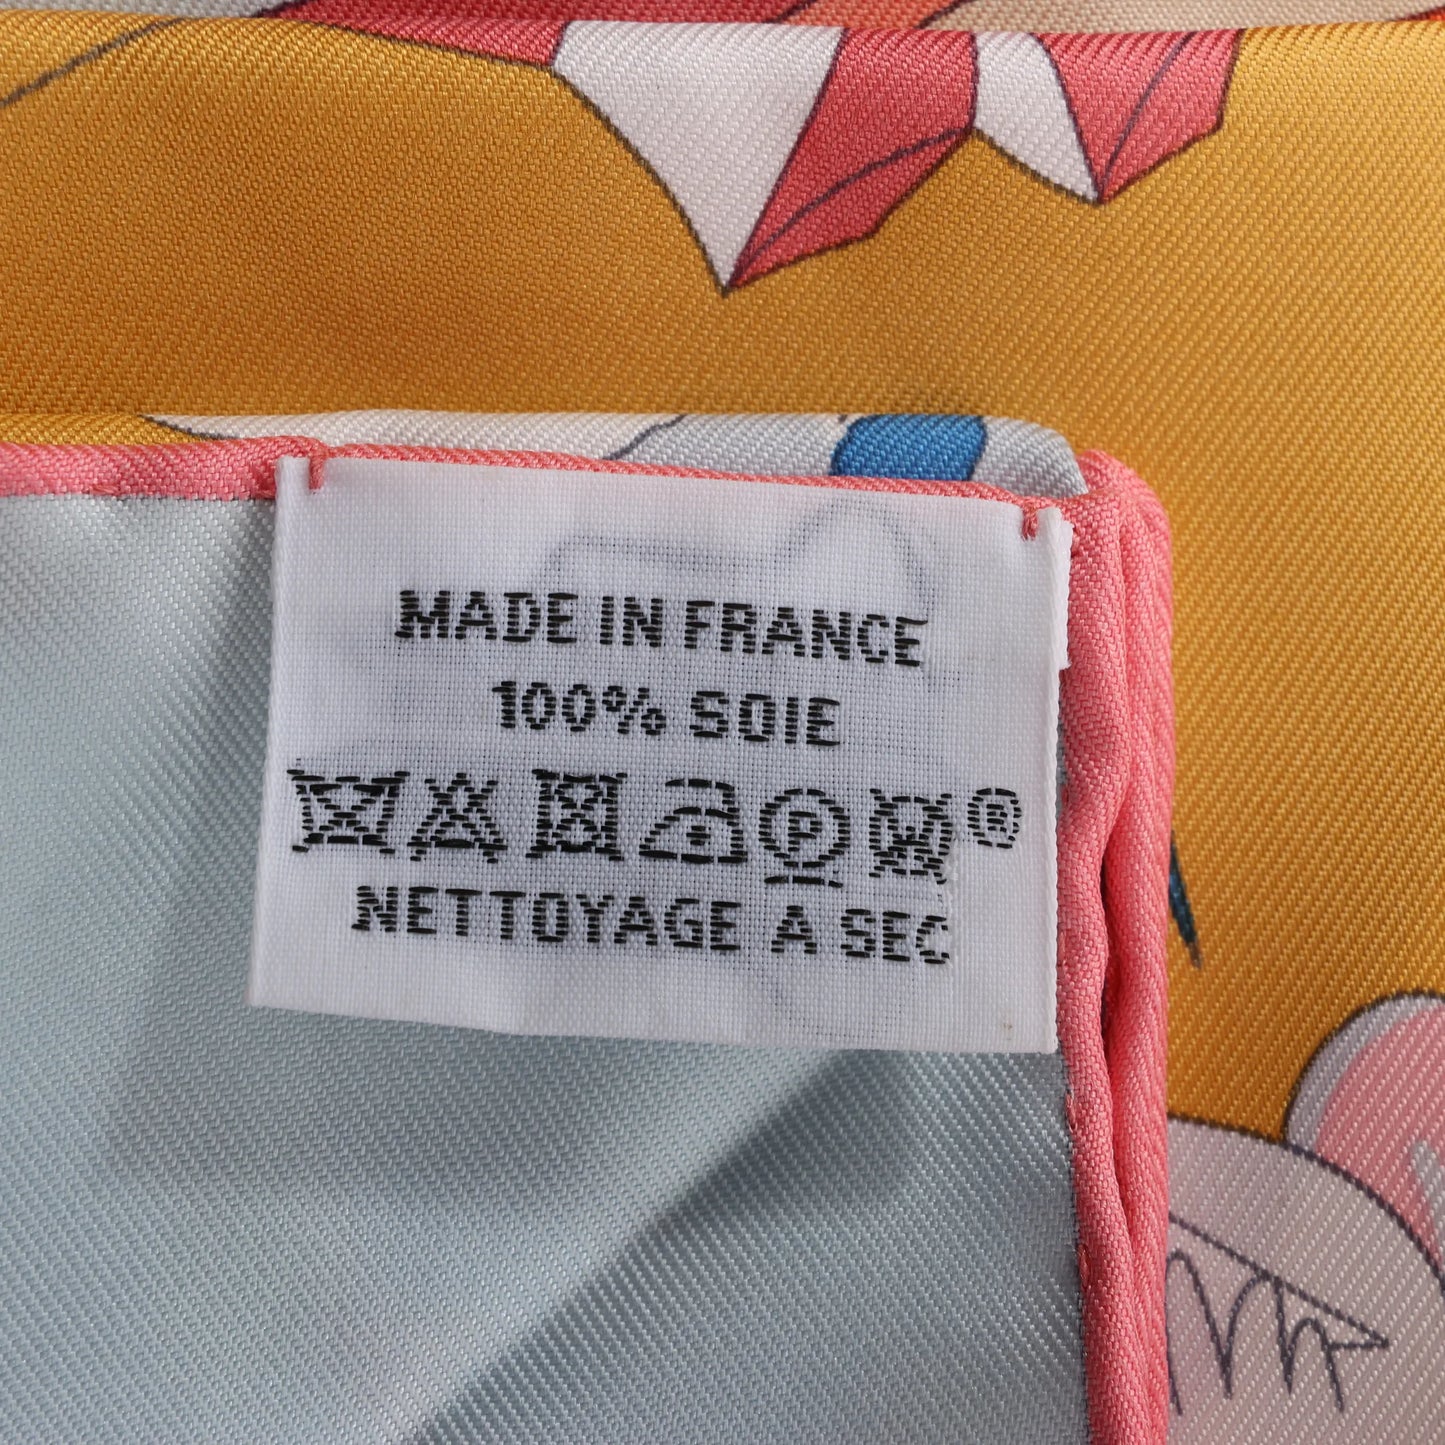 MADE IN FRANCE
100% SOIE
P ®
NETTOYAGE A SEC